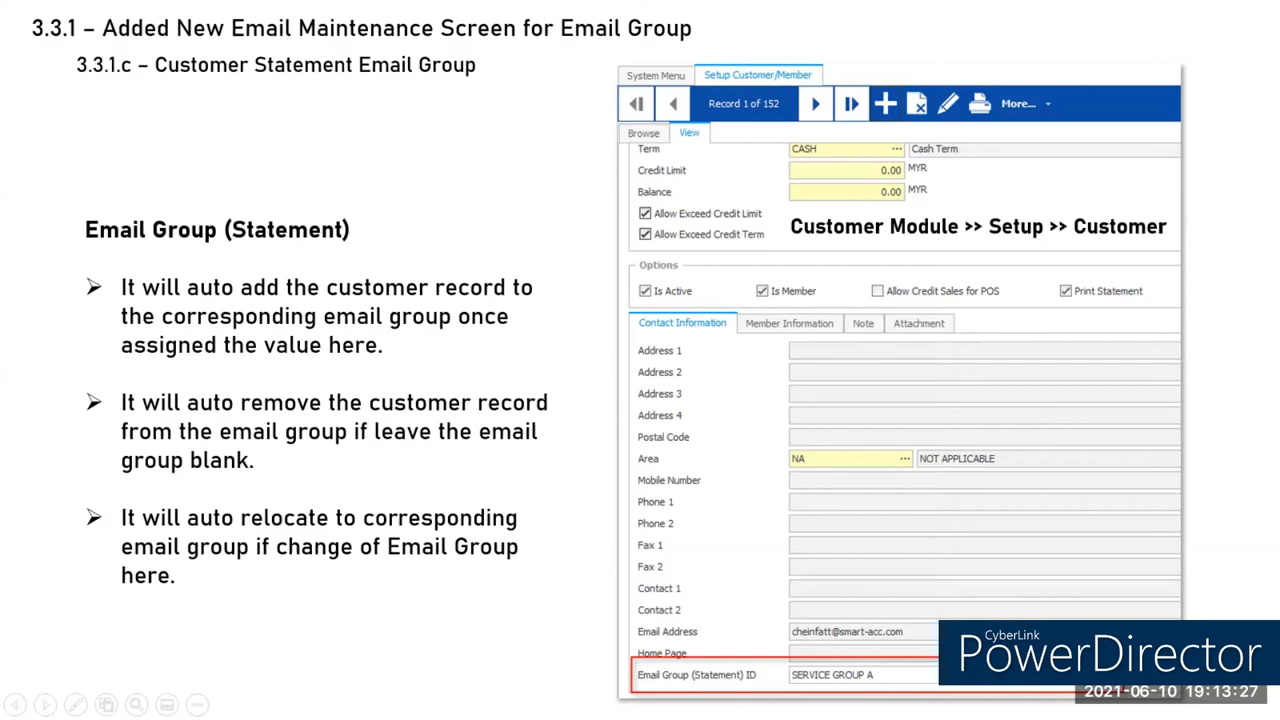 3.3.1 – Added New Email Maintenance Screen for Email Group
3.3.1.c – Customer Statement Email Group
Email Group (Statement)
It will auto add the customer record to
the corresponding email group once
assigned the value here.
It will auto remove the customer record
from the email group if leave the email
group blank.
It will auto relocate to corresponding
email group if change of Email Group
here.
System Menu
Setup Customer/Member
Record 1 of 152
More...
Browse
View
Term CASH ... Cash Term
Credit Limit 0.00 MYR
Balance 0.00 MYR
Allow Exceed Credit Limit
Allow Exceed Credit Term
Customer Module >> Setup >> Customer
Options
Is Active Is Member Allow Credit Sales for POS Print Statement
Contact Information Member Information Note Attachment
Address 1
Address 2
Address 3
Address 4
Postal Code
Area NA ... NOT APPLICABLE
Mobile Number
Phone 1
Phone 2
Fax 1
Fax 2
Contact 1
Contact 2
Email Address cheinfatt@smart-acc.com
Home Page
Email Group (Statement) ID SERVICE GROUP A
CyberLink
PowerDirector
2021-06-10 19:13:27